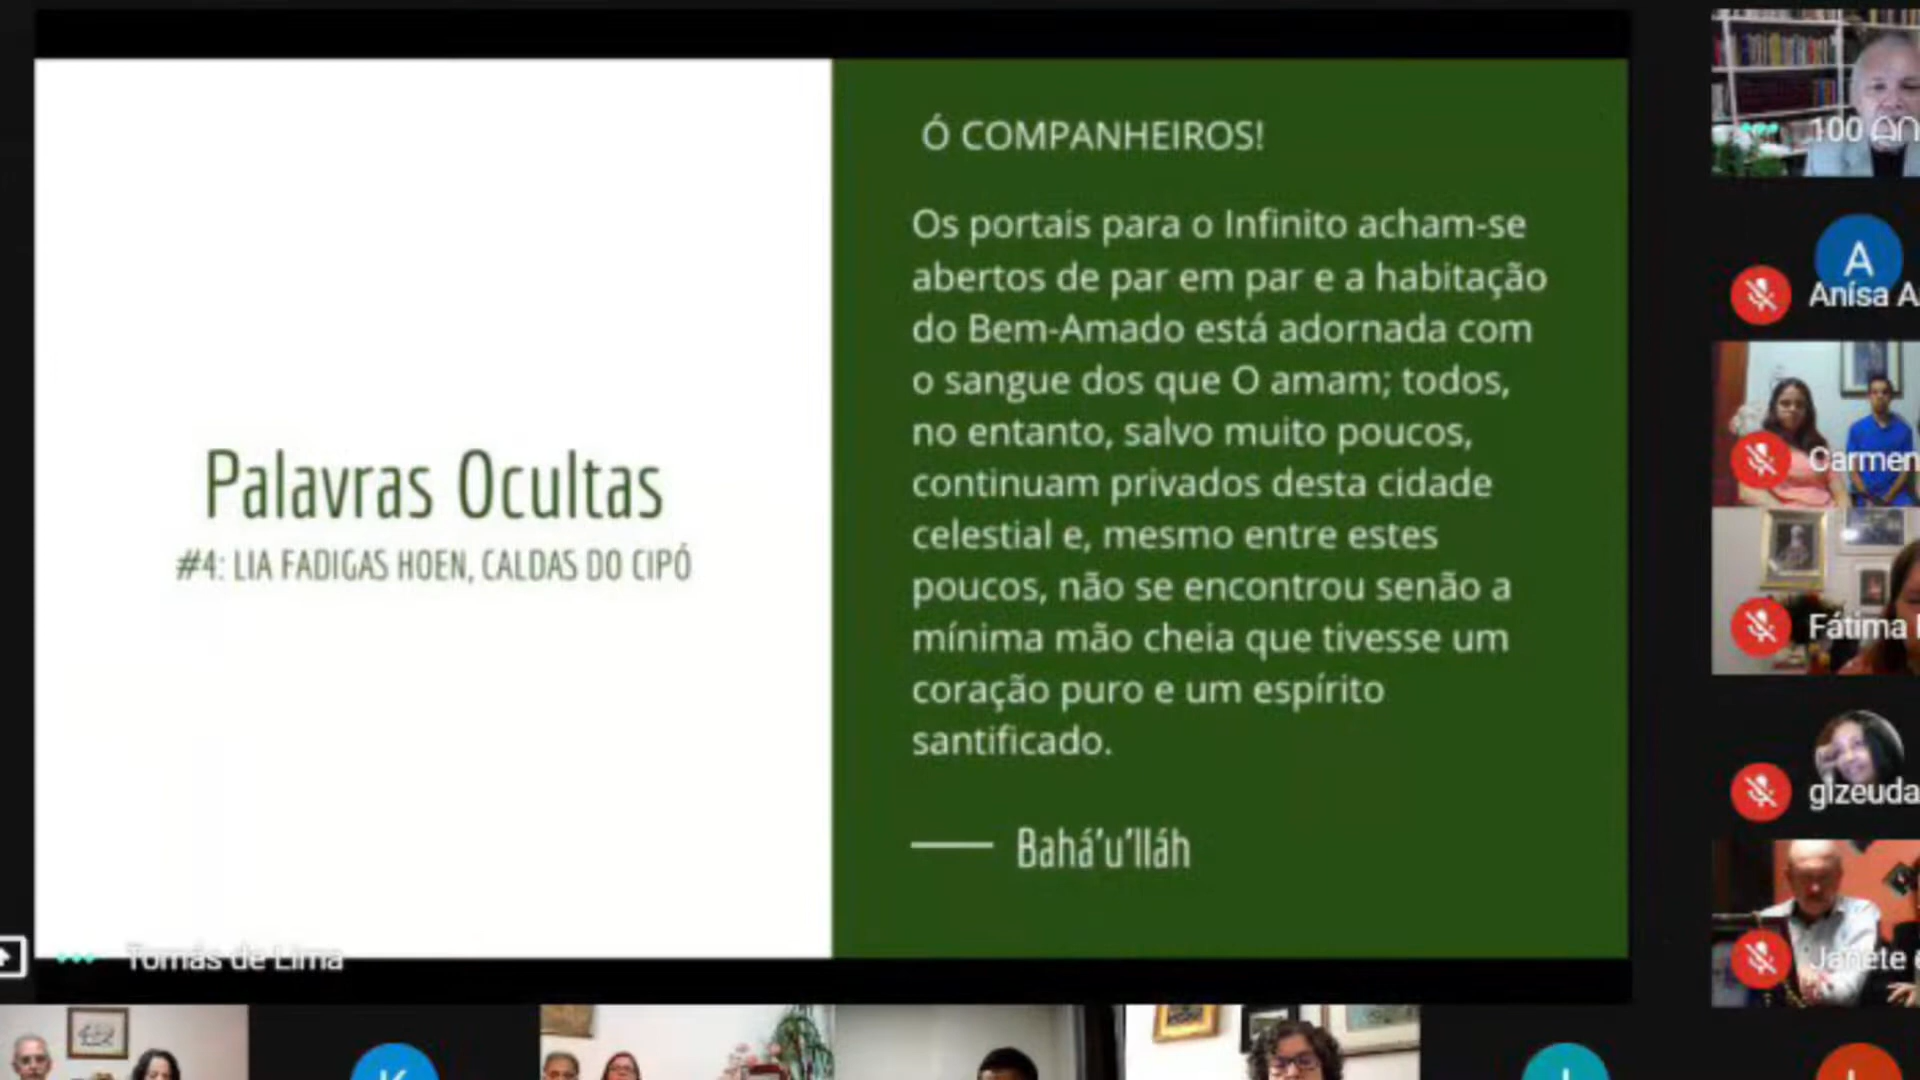 Palavras Ocultas
#4: LIA FADIGAS HOEN, CALDAS DO CIPÓ
Ó COMPANHEIROS!
Os portais para o Infinito acham-se
abertos de par em par e a habitação
do Bem-Amado está adornada com
o sangue dos que O amam; todos,
no entanto, salvo muito poucos,
continuam privados desta cidade
celestial e, mesmo entre estes
poucos, não se encontrou senão a
mínima mão cheia que tivesse um
coração puro e um espírito
santificado.
Bahá'u'lláh
Tomás de Lima
100
A
Anísa A
Carmen
Fátima
gizeuda
Janete